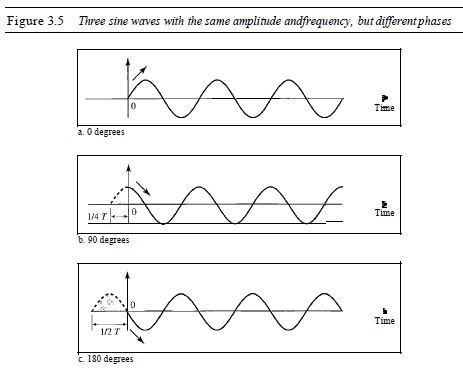 Figure 3.5 Three sine waves with the same amplitude andfrequency, but different phases
0
Time
a. 0 degrees
1/4 T
0
Time
b. 90 degrees
0
1/2 T
Time
c. 180 degrees